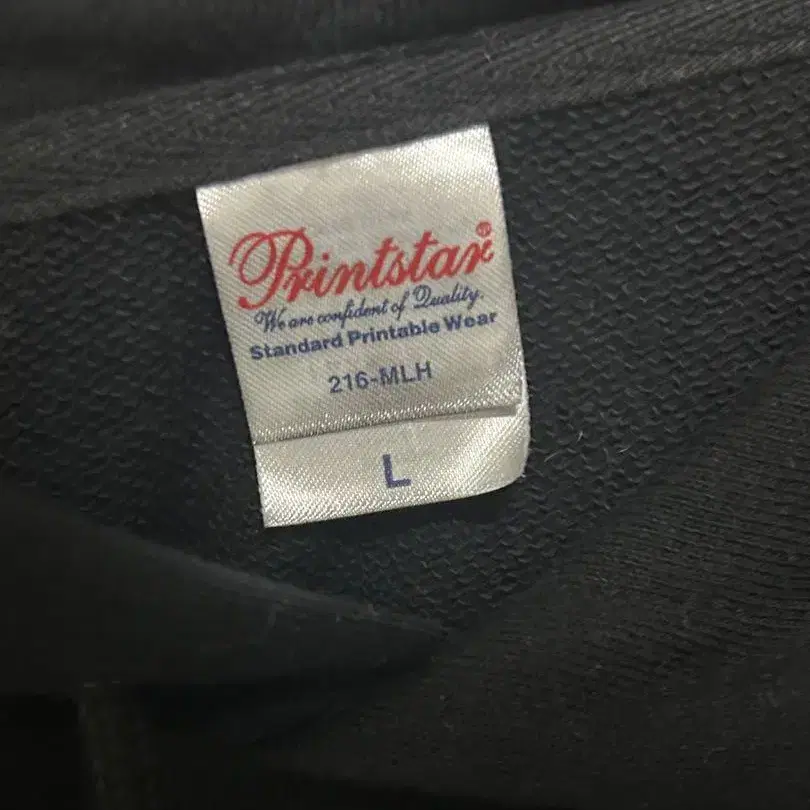 Printstar®
We are confident of Quality.
Standard Printable Wear
216-MLH
L